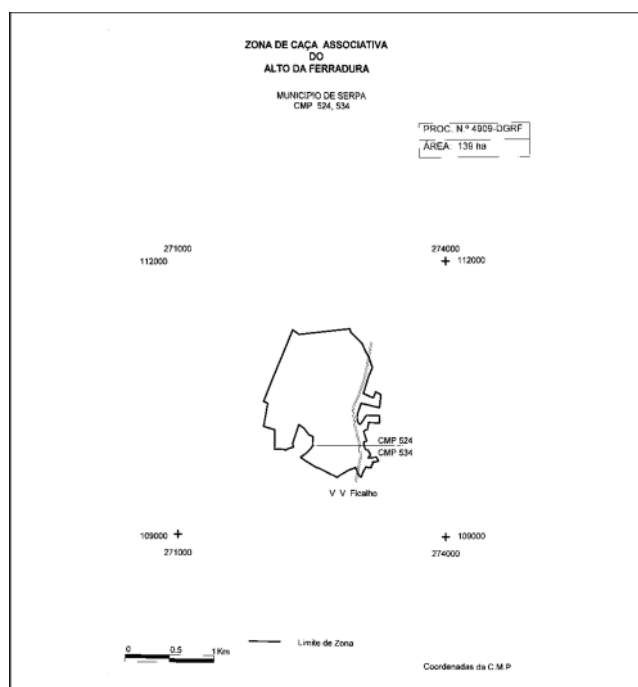 ZONA DE CAÇA ASSOCIATIVA
DO
ALTO DA FERRADURA
MUNICIPIO DE SERPA
CMP 524, 534
PROC. N.º 4909-DGRF
ÁREA: 139 ha
271000
274000
112000
112000
CMP 524
CMP 534
V V Ficalho
109000
109000
271000
274000
0 0.5 1 Km
Limite de Zona
Coordenadas da C.M.P